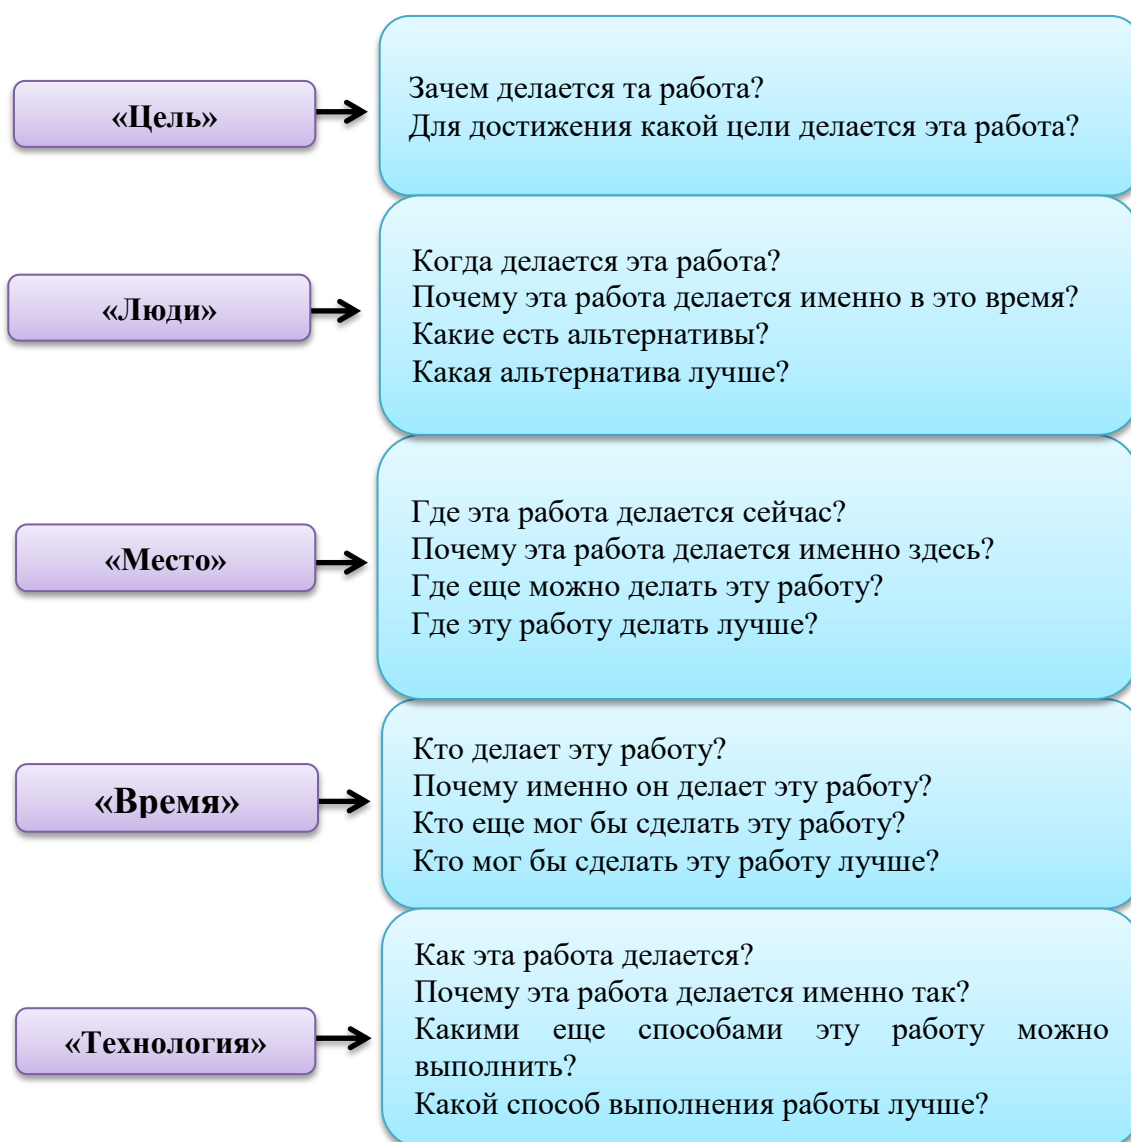 «Цель»
Зачем делается та работа?
Для достижения какой цели делается эта работа?
«Люди»
Когда делается эта работа?
Почему эта работа делается именно в это время?
Какие есть альтернативы?
Какая альтернатива лучше?
«Место»
Где эта работа делается сейчас?
Почему эта работа делается именно здесь?
Где еще можно делать эту работу?
Где эту работу делать лучше?
«Время»
Кто делает эту работу?
Почему именно он делает эту работу?
Кто еще мог бы сделать эту работу?
Кто мог бы сделать эту работу лучше?
«Технология»
Как эта работа делается?
Почему эта работа делается именно так?
Какими еще способами эту работу можно
выполнить?
Какой способ выполнения работы лучше?